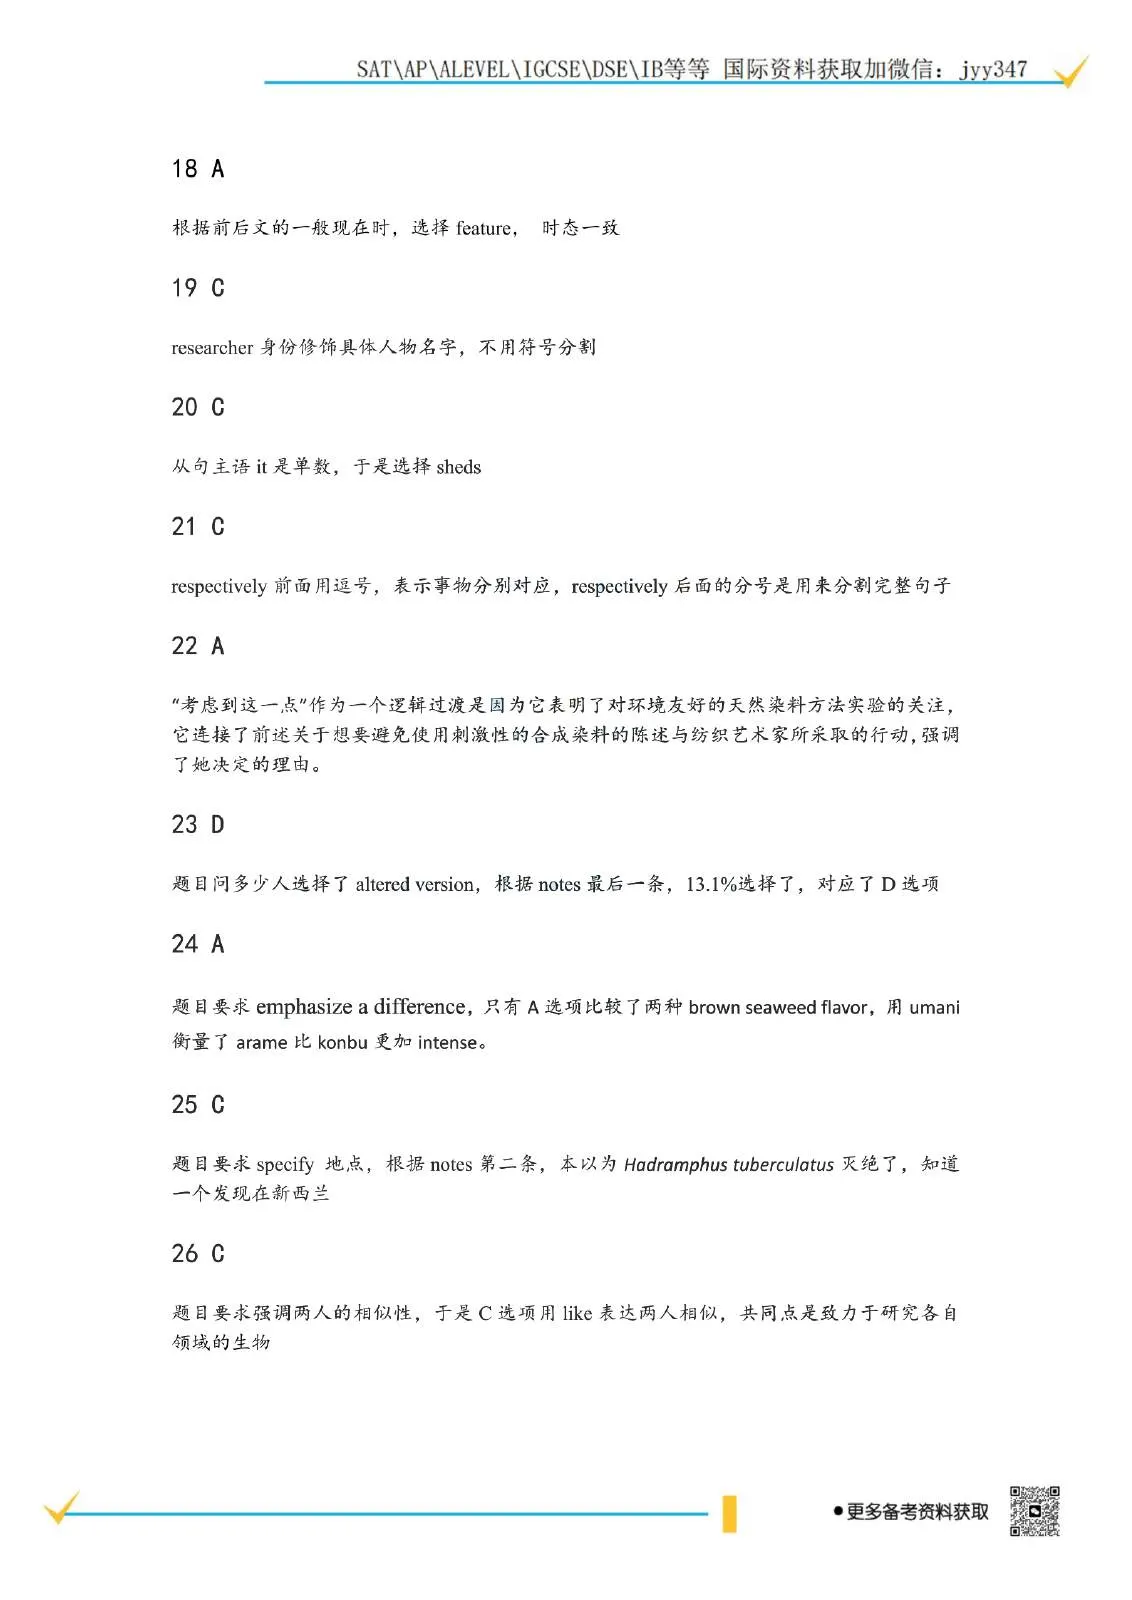 SAT\AP\ALEVEL\IGCSE\DSE\IB等等 国际资料获取加微信：jyy347
18 A
根据前后文的一般现在时，选择 feature， 时态一致
19 C
researcher 身份修饰具体人物名字，不用符号分割
20 C
从句主语 it 是单数，于是选择 sheds
21 C
respectively 前面用逗号，表示事物分别对应，respectively 后面的分号是用来分割完整句子
22 A
“考虑到这一点”作为一个逻辑过渡是因为它表明了对环境友好的天然染料方法实验的关注，
它连接了前述关于想要避免使用刺激性的合成染料的陈述与纺织艺术家所采取的行动，强调
了她决定的理由。
23 D
题目问多少人选择了 altered version，根据 notes 最后一条，13.1%选择了，对应了 D 选项
24 A
题目要求 emphasize a difference，只有 A 选项比较了两种 brown seaweed flavor，用 umani
衡量了 arame 比 konbu 更加 intense。
25 C
题目要求 specify 地点，根据 notes 第二条，本以为 Hadramphus tuberculatus 灭绝了，知道
一个发现在新西兰
26 C
题目要求强调两人的相似性，于是 C 选项用 like 表达两人相似，共同点是致力于研究各自
领域的生物
●更多备考资料获取